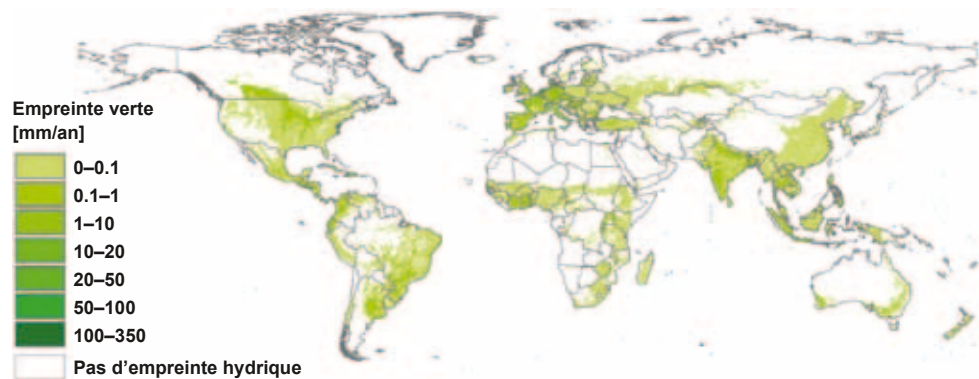 Empreinte verte
[mm/an]
0–0.1
0.1–1
1–10
10–20
20–50
50–100
100–350
Pas d’empreinte hydrique